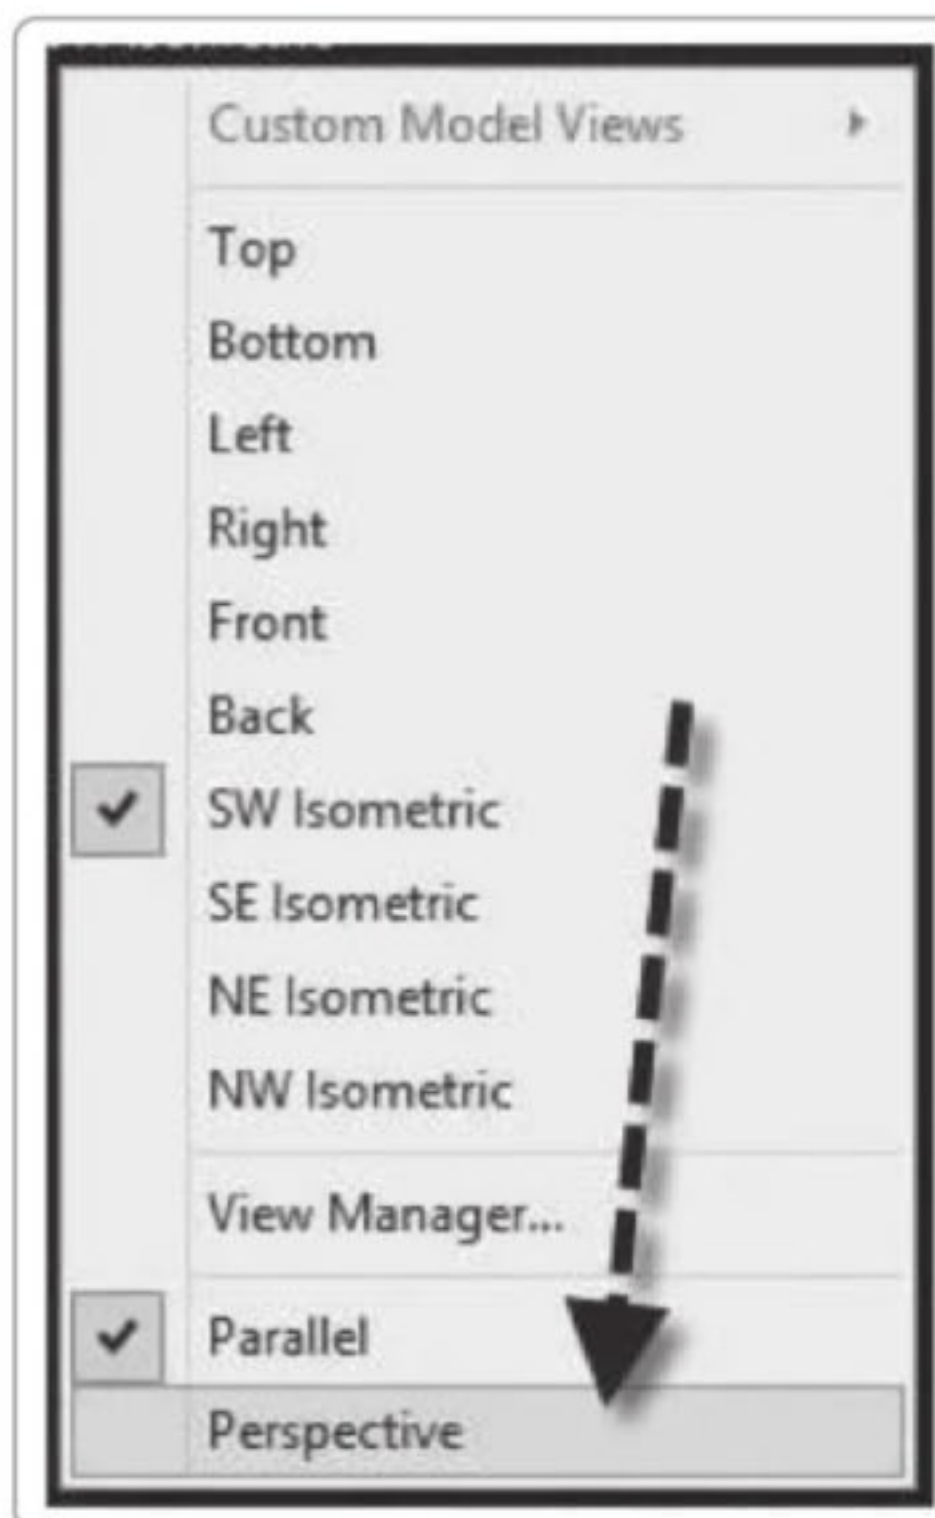 Custom Model Views
Top
Bottom
Left
Right
Front
Back
SW Isometric
SE Isometric
NE Isometric
NW Isometric
View Manager...
Parallel
Perspective